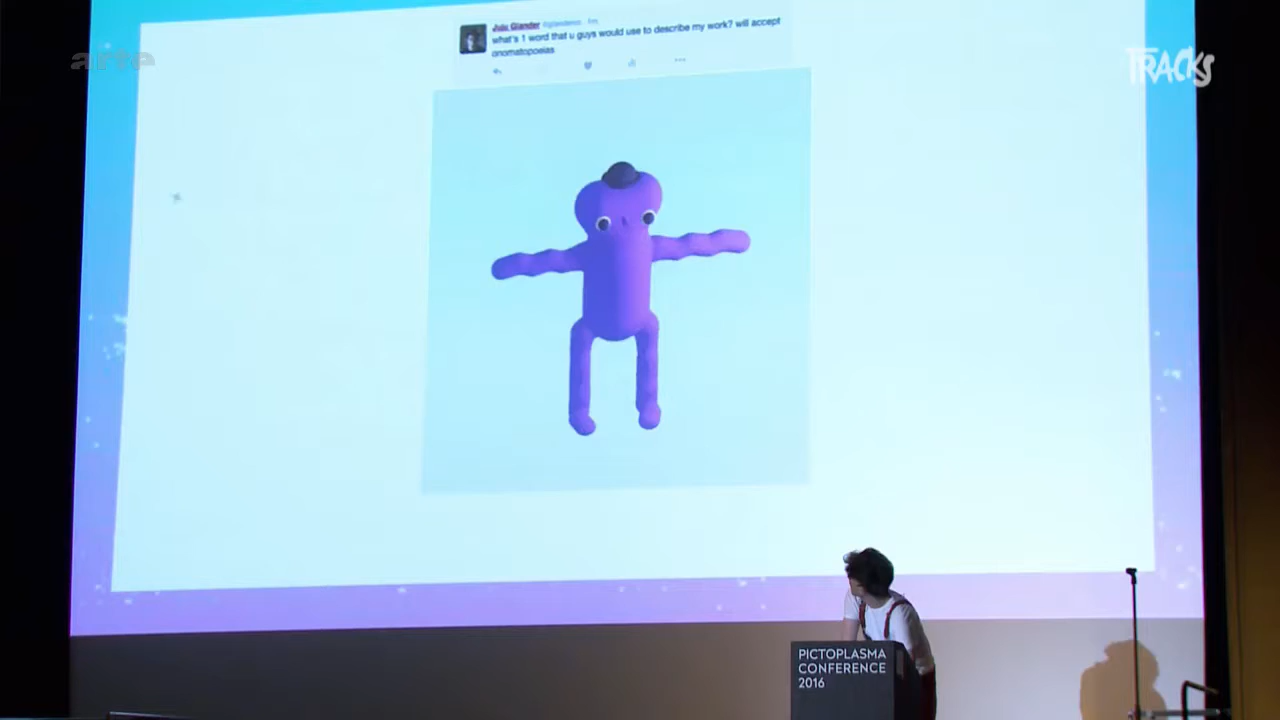 arte
TRACKS
Julu Glander
what's 1 word that u guys would use to describe my work? will accept
onomatopoeias
PICTOPLASMA
CONFERENCE
2016